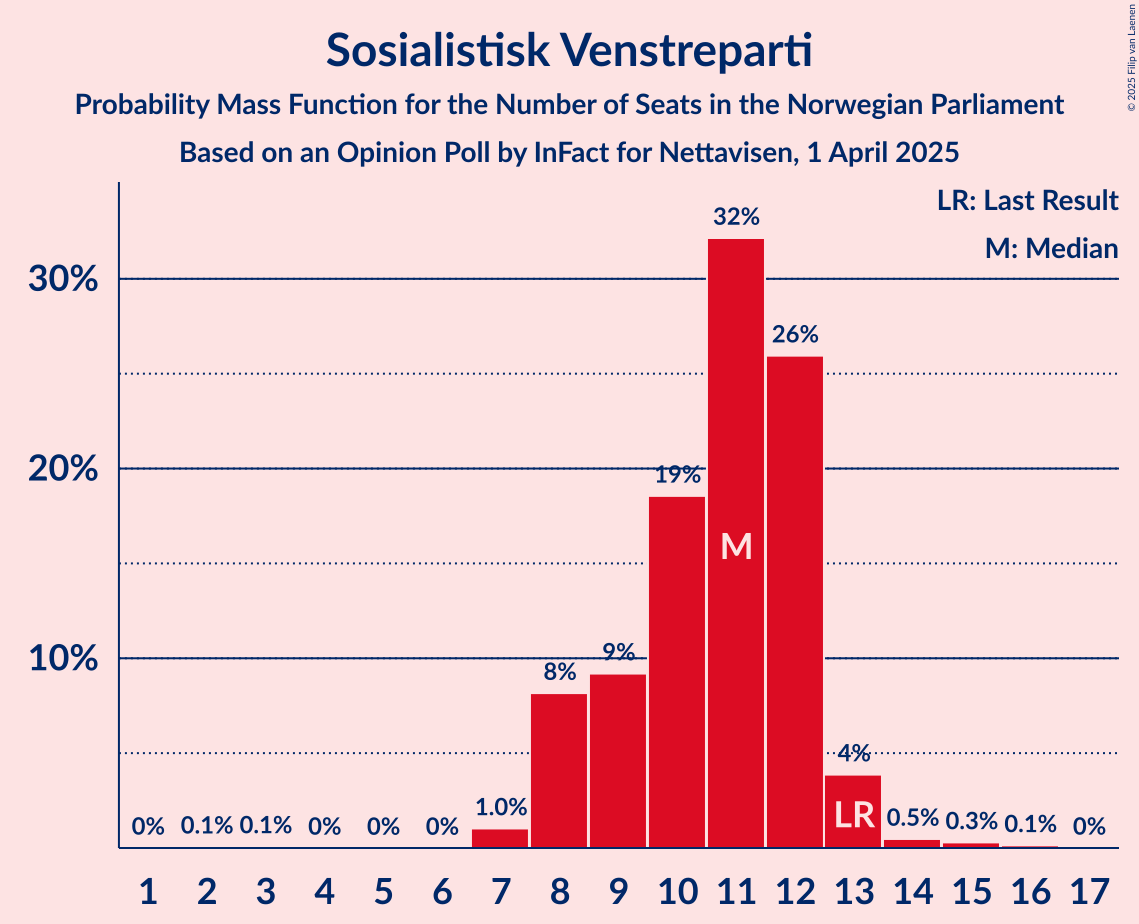 Sosialistisk Venstreparti
Probability Mass Function for the Number of Seats in the Norwegian Parliament
Based on an Opinion Poll by InFact for Nettavisen, 1 April 2025
© 2025 Filip van Laenen
LR: Last Result
M: Median
30%
20%
10%
0% 0.1% 0.1% 0% 0% 0% 1.0% 8% 9% 19% 32% 26% 4% 0.5% 0.3% 0.1% 0%
M
LR
1 2 3 4 5 6 7 8 9 10 11 12 13 14 15 16 17